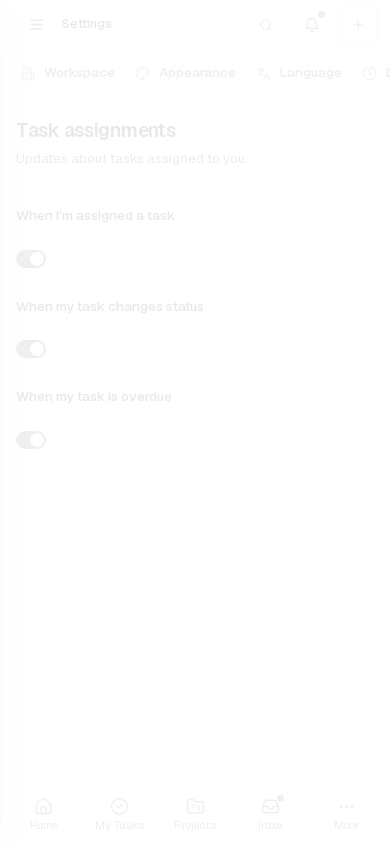 Settings
Workspace
Appearance
Language
Task assignments
Updates about tasks assigned to you.
When I'm assigned a task
When my task changes status
When my task is overdue
Home
My Tasks
Projects
Inbox
More